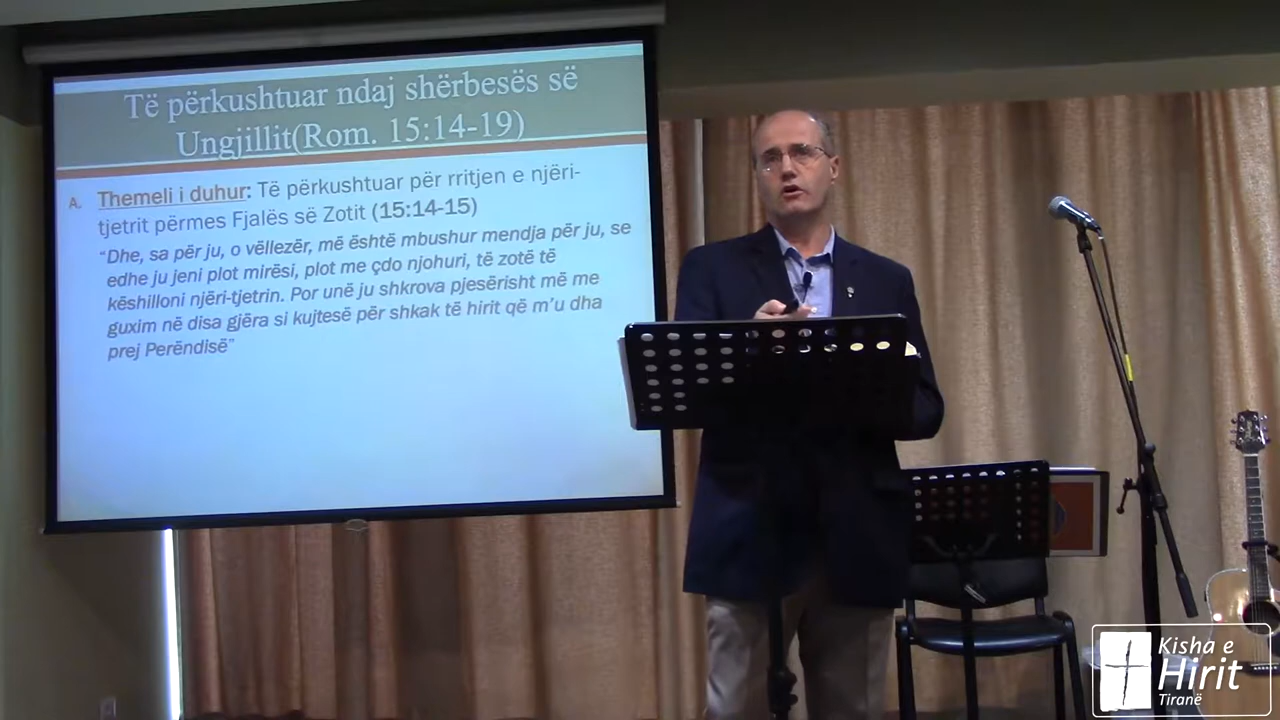 Të përkushtuar ndaj shërbesës së
Ungjillit(Rom. 15:14-19)
A. Themeli i duhur: Të përkushtuar për rritjen e njëri-
tjetrit përmes Fjalës së Zotit (15:14-15)
“Dhe, sa për ju, o vëllezër, më është mbushur mendja për ju, se
edhe ju jeni plot mirësi, plot me çdo njohuri, të zotë të
këshilloni njëri-tjetrin. Por unë ju shkrova pjesërisht më me
guxim në disa gjëra si kujtesë për shkak të hirit që m’u dha
prej Perëndisë”
Kisha e
Hirit
Tiranë